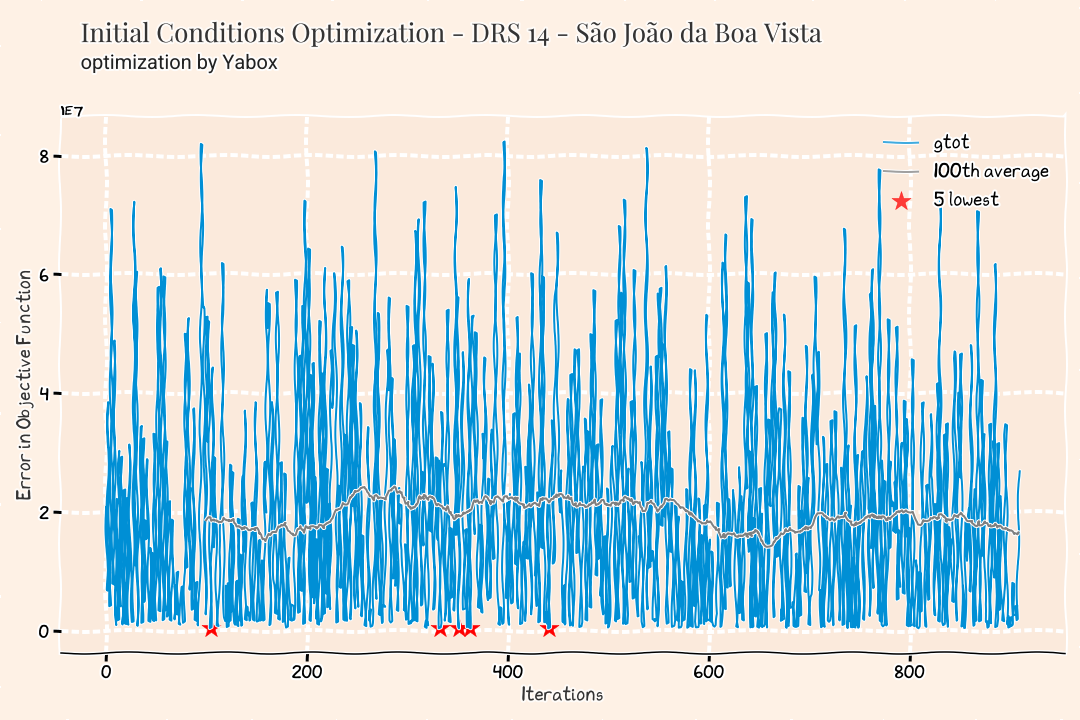 Initial Conditions Optimization - DRS 14 - São João da Boa Vista
optimization by Yabox
1E7
gtot
100th average
5 lowest
8
6
4
2
0
Error in Objective Function
0 200 400 600 800
Iterations